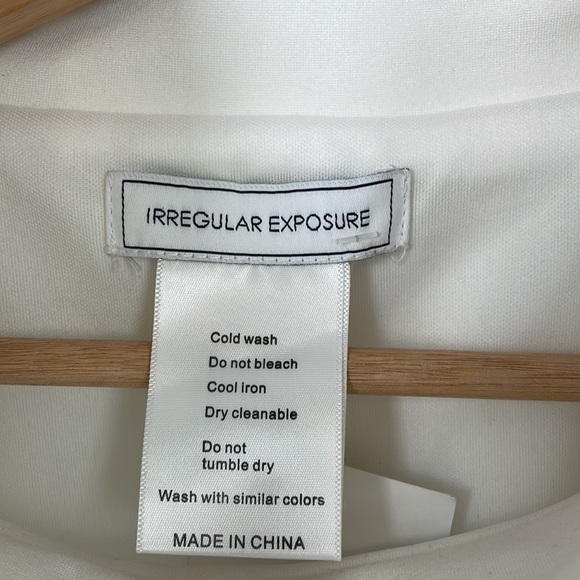 IRREGULAR EXPOSURE
Cold wash
Do not bleach
Cool iron
Dry cleanable
Do not
tumble dry
Wash with similar colors
MADE IN CHINA